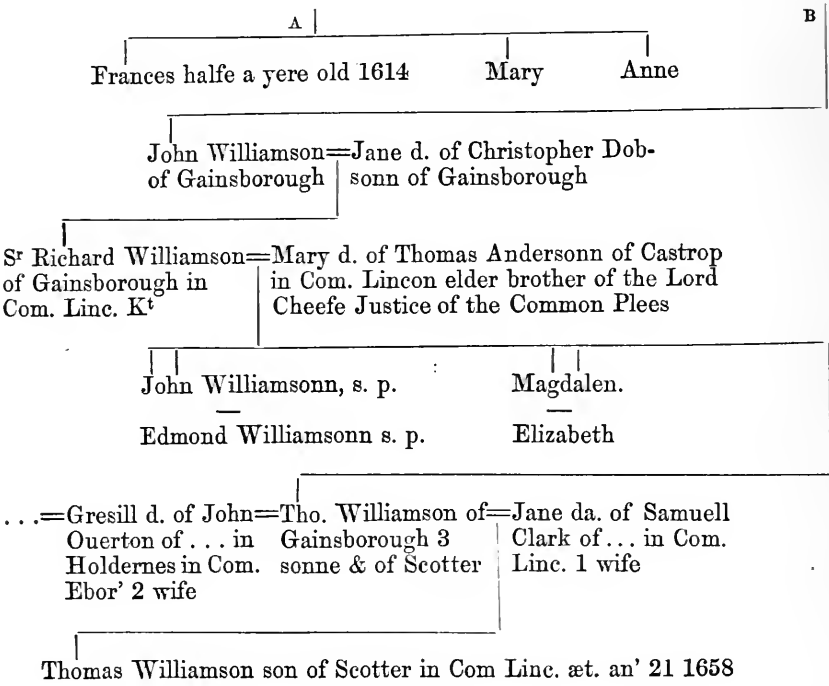 A B
Frances halfe a yere old 1614 Mary Anne
John Williamson=Jane d. of Christopher Dob-
of Gainsborough sonn of Gainsborough
Sʳ Richard Williamson=Mary d. of Thomas Andersonn of Castrop
of Gainsborough in in Com. Lincon elder brother of the Lord
Com. Linc. Kᵗ Cheefe Justice of the Common Plees
John Williamsonn, s. p. Magdalen.
Edmond Williamsonn s. p. Elizabeth
...=Gresill d. of John=Tho. Williamson of=Jane da. of Samuell
Ouerton of ... in Gainsborough 3 Clark of ... in Com.
Holdernes in Com. sonne & of Scotter Linc. 1 wife
Ebor' 2 wife
Thomas Williamson son of Scotter in Com Linc. æt. an' 21 1658